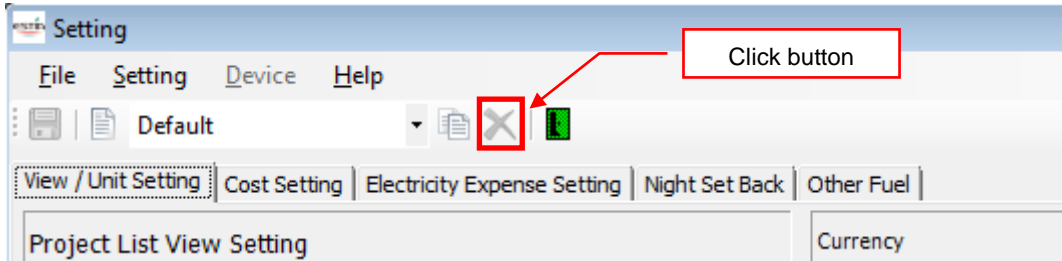 Setting
Click button
File Setting Device Help
Default
View / Unit Setting Cost Setting Electricity Expense Setting Night Set Back Other Fuel
Project List View Setting Currency